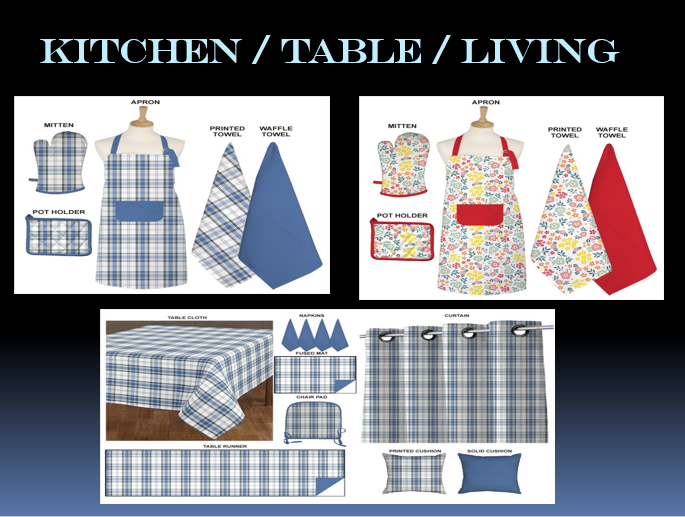 KITCHEN / TABLE / LIVING
APRON
MITTEN
PRINTED
TOWEL
WAFFLE
TOWEL
POT HOLDER
APRON
MITTEN
PRINTED
TOWEL
WAFFLE
TOWEL
POT HOLDER
TABLE CLOTH
NAPKINS
CURTAIN
FUSED MAT
CHAIR PAD
TABLE RUNNER
PRINTED CUSHION
SOLID CUSHION